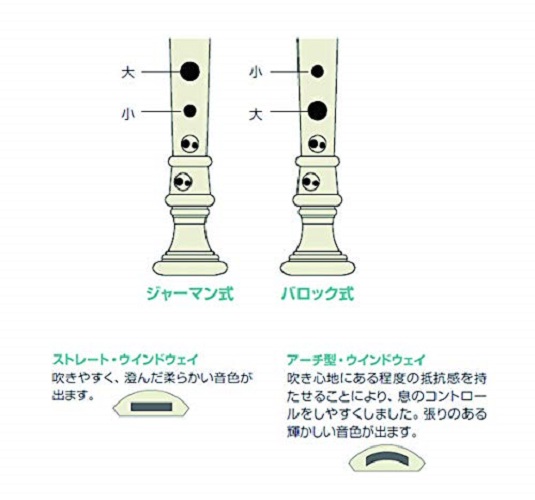 大
小
小
大
ジャーマン式
バロック式
ストレート・ウインドウェイ
吹きやすく、澄んだ柔らかい音色が
出ます。
アーチ型・ウインドウェイ
吹き心地にある程度の抵抗感を持
たせることにより、息のコントロー
ルをしやすくしました。張りのある
輝かしい音色が出ます。